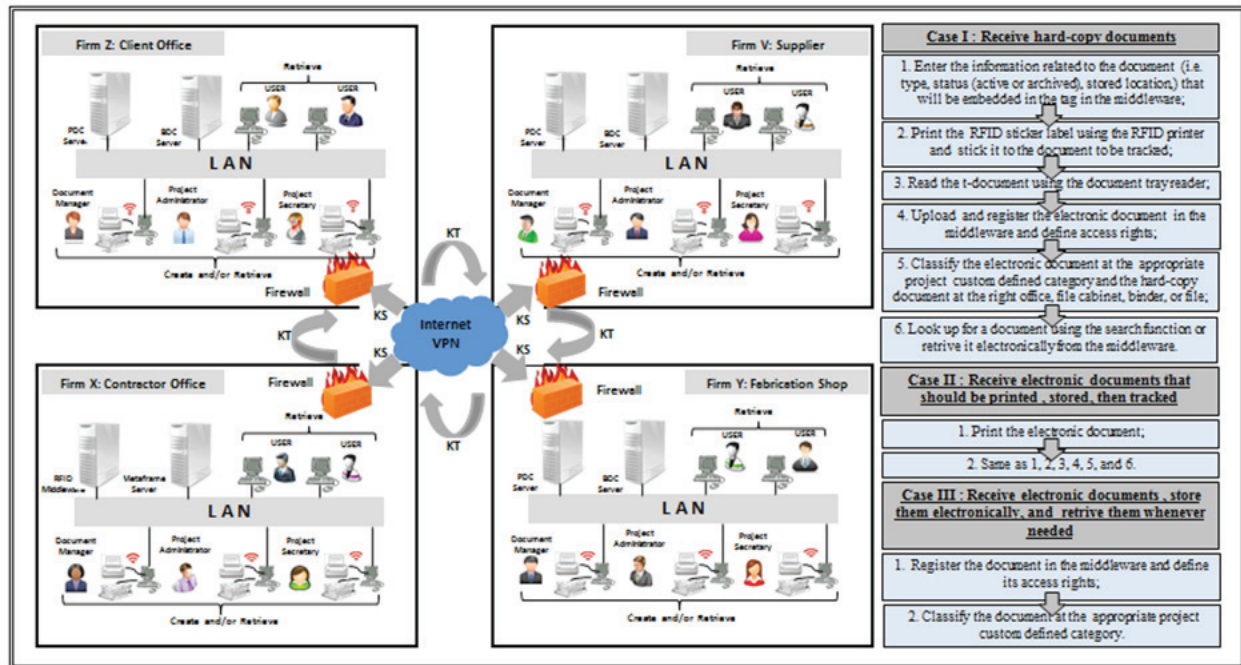 Firm Z: Client Office
Retrieve
USER
USER
PDC
Serve
BDC
Server
LAN
Document
Manager
Project
Administrator
Project
Secretary
Create and/or Retrieve
Firewall
Firm V: Supplier
Retrieve
USER
USER
PDC
Server
BDC
Server
LAN
Document
Manager
Project
Administrator
Project
Secretary
Create and/or Retrieve
Firewall
KT
KS
KS
Internet
VPN
KT
KT
KS
KS
KT
Firm X: Contractor Office
Firewall
Retrieve
USER
USER
RFID
Metaframe
Server
LAN
Document
Manager
Project
Administrator
Project
Secretary
Create and/or Retrieve
Firm Y: Fabrication Shop
Firewall
Retrieve
USER
USER
PDC
Server
BDC
Server
LAN
Document
Manager
Project
Administrator
Project
Secretary
Create and/or Retrieve
Case I : Receive hard-copy documents
1. Enter the information related to the document (i.e.
type, status (active or archived), stored location,) that
will be embedded in the tag in the middleware;
2. Print the RFID sticker label using the RFID printer
and stick it to the document to be tracked;
3. Read the t-document using the document tray reader;
4. Upload and register the electronic document in the
middleware and define access rights;
5. Classify the electronic document at the appropriate
project custom defined category and the hard-copy
document at the right office, file cabinet, binder, or file;
6. Look up for a document using the search function or
retrive it electronically from the middleware.
Case II : Receive electronic documents that
should be printed , stored, then tracked
1. Print the electronic document;
2. Same as 1, 2, 3, 4, 5, and 6.
Case III : Receive electronic documents , store
them electronically, and retrive them whenever
needed
1. Register the document in the middleware and define
its access rights;
2. Classify the document at the appropriate project
custom defined category.